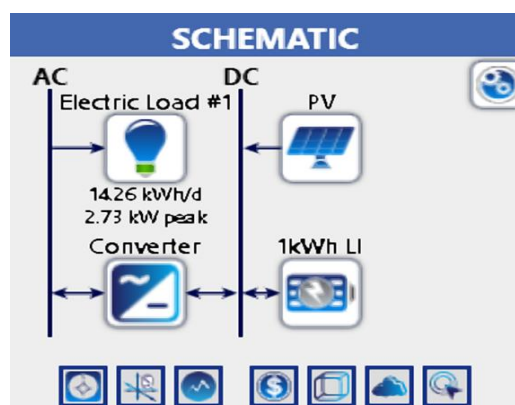 SCHEMATIC
AC
DC
Electric Load #1
PV
14.26 kWh/d
2.73 kW peak
Converter
1kWh LI